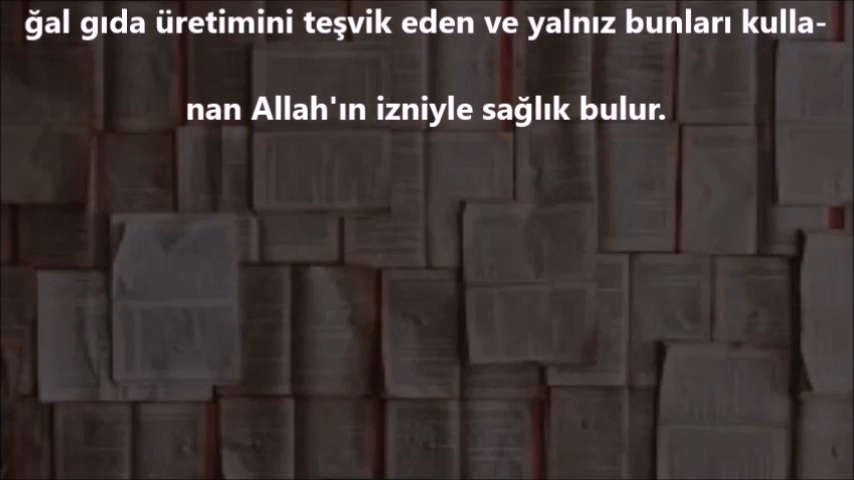 ğal gıda üretimini teşvik eden ve yalnız bunları kulla-
nan Allah'ın izniyle sağlık bulur.